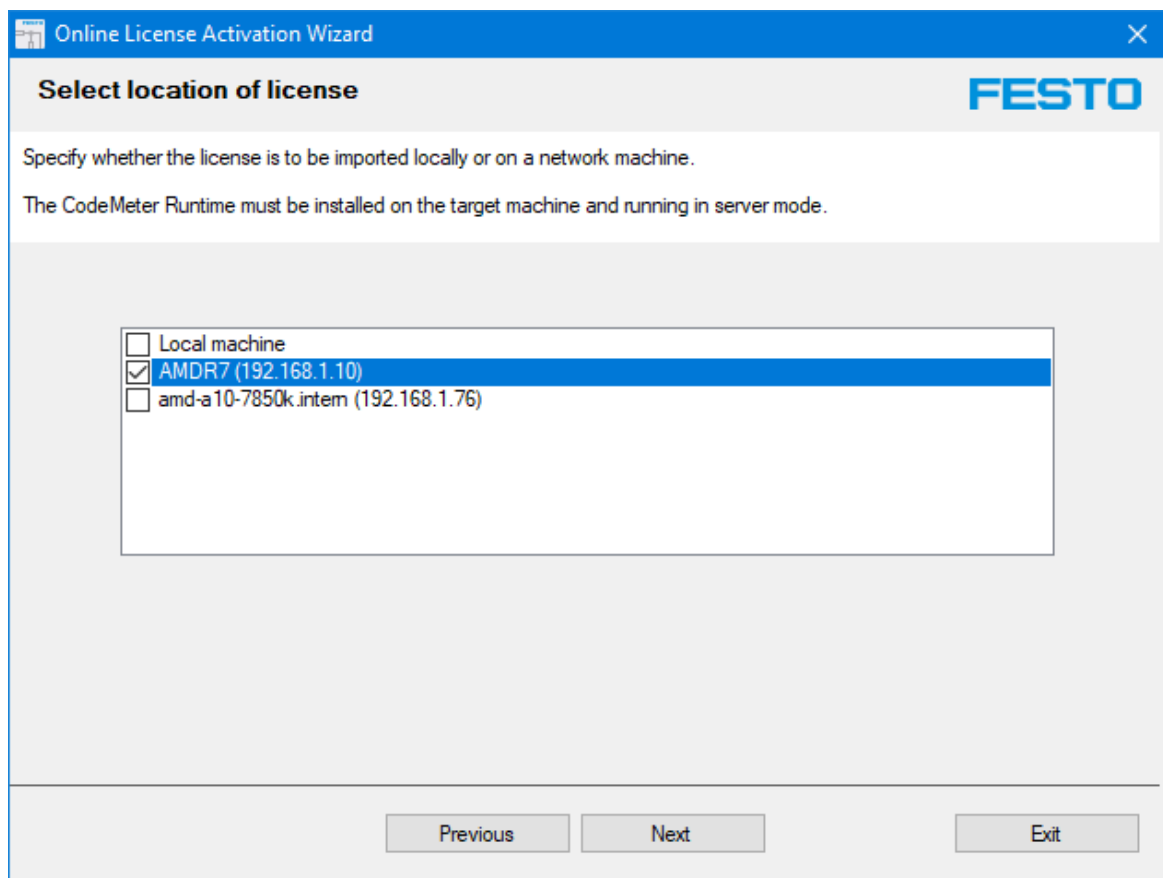 Online License Activation Wizard
Select location of license
FESTO
Specify whether the license is to be imported locally or on a network machine.
The CodeMeter Runtime must be installed on the target machine and running in server mode.
Local machine
AMDR7 (192.168.1.10)
amd-a10-7850k.intern (192.168.1.76)
Previous Next Exit